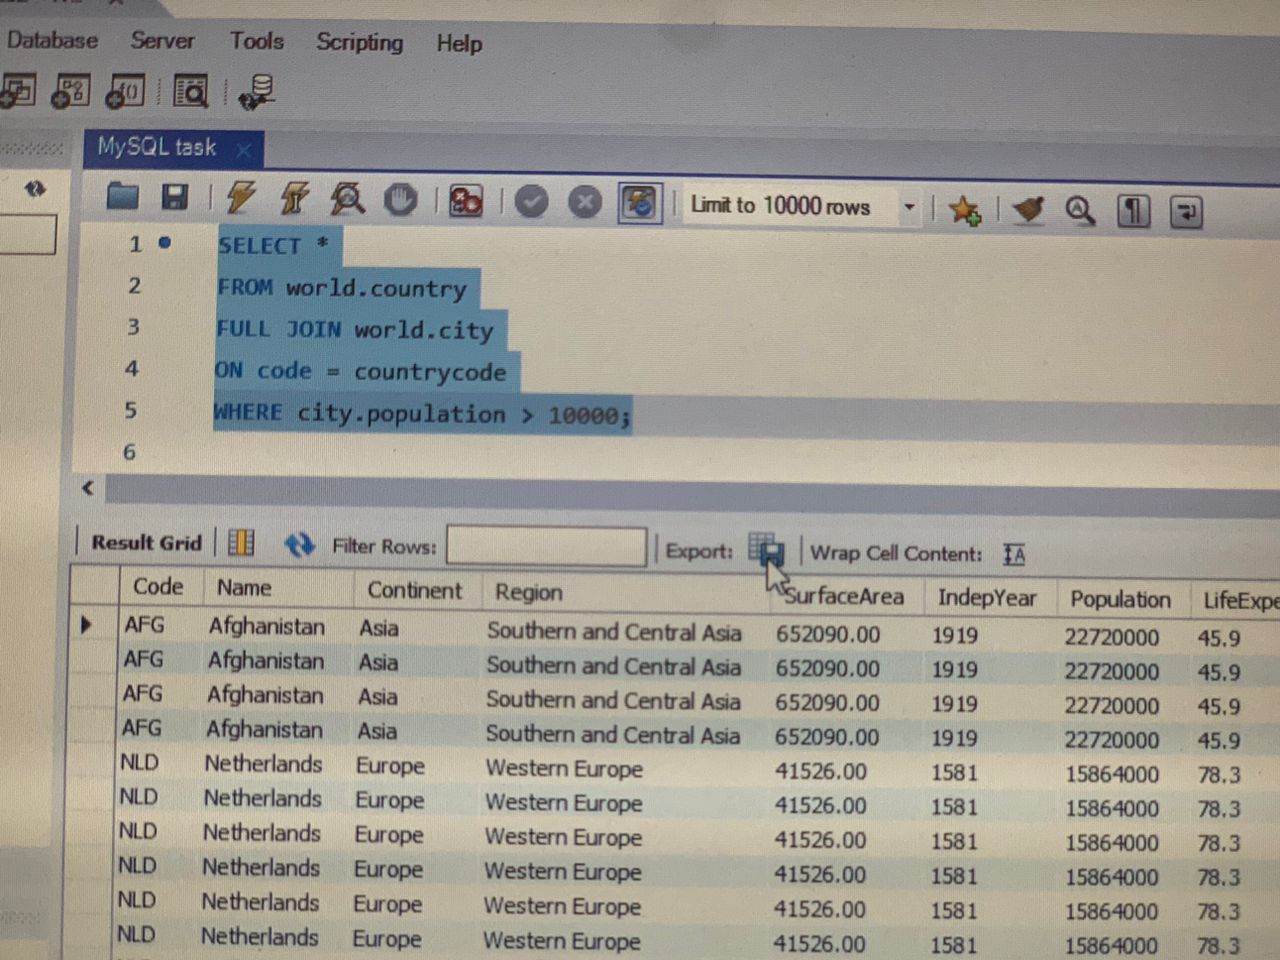 Database Server Tools Scripting Help
MySQL task
Limit to 10000 rows
1 SELECT *
2 FROM world.country
3 FULL JOIN world.city
4 ON code = countrycode
5 WHERE city.population > 10000;
6
Result Grid Filter Rows: Export: Wrap Cell Content:
Code Name Continent Region SurfaceArea IndepYear Population LifeExpe
AFG Afghanistan Asia Southern and Central Asia 652090.00 1919 22720000 45.9
AFG Afghanistan Asia Southern and Central Asia 652090.00 1919 22720000 45.9
AFG Afghanistan Asia Southern and Central Asia 652090.00 1919 22720000 45.9
AFG Afghanistan Asia Southern and Central Asia 652090.00 1919 22720000 45.9
NLD Netherlands Europe Western Europe 41526.00 1581 15864000 78.3
NLD Netherlands Europe Western Europe 41526.00 1581 15864000 78.3
NLD Netherlands Europe Western Europe 41526.00 1581 15864000 78.3
NLD Netherlands Europe Western Europe 41526.00 1581 15864000 78.3
NLD Netherlands Europe Western Europe 41526.00 1581 15864000 78.3
NLD Netherlands Europe Western Europe 41526.00 1581 15864000 78.3